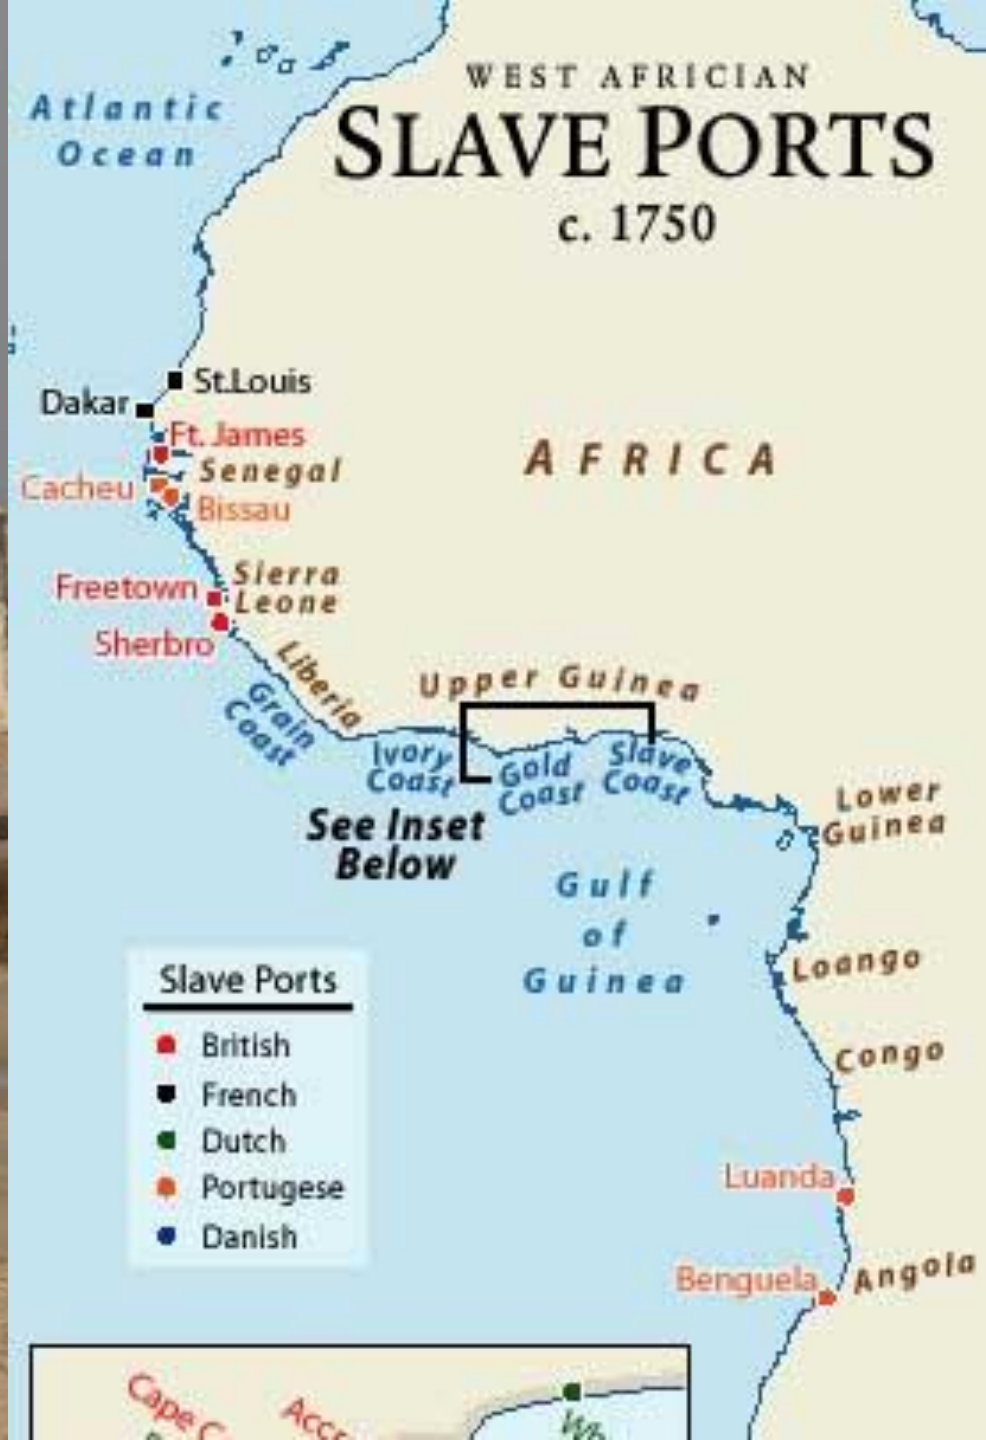 WEST AFRICIAN
SLAVE PORTS
c. 1750
Atlantic
Ocean
St.Louis
Dakar
Ft. James
AFRICA
Senegal
Cacheu
Bissau
Sierra
Leone
Freetown
Sherbro
Liberia
Upper Guinea
Grain
Coast
Ivory
Coast
Gold
Coast
Slave
Coast
Lower
Guinea
See Inset
Below
Gulf
of
Guinea
Loango
Congo
Slave Ports
British
French
Dutch
Portugese
Danish
Luanda
Benguela
Angola
Cape